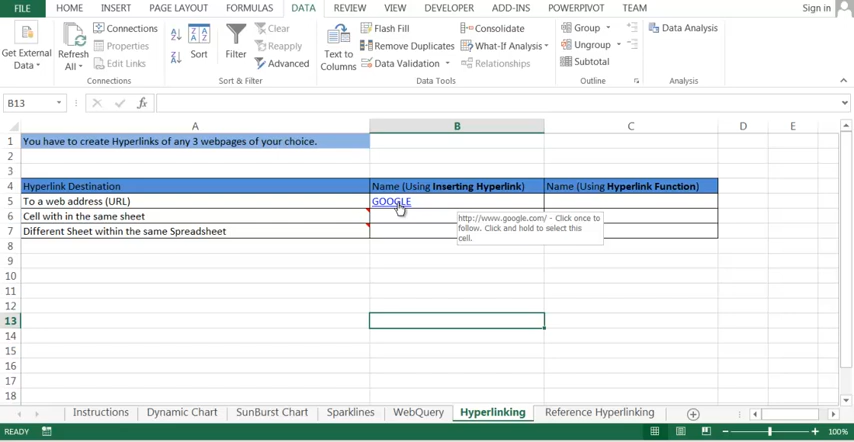 FILE HOME INSERT PAGE LAYOUT FORMULAS DATA REVIEW VIEW DEVELOPER ADD-INS POWERPIVOT TEAM Sign in
Get External Data
Connections
Properties
Edit Links
Refresh All
Connections
Sort
Filter
Clear
Reapply
Advanced
Sort & Filter
Text to Columns
Flash Fill
Remove Duplicates
Data Validation
Consolidate
What-If Analysis
Relationships
Data Tools
Group
Ungroup
Subtotal
Outline
Data Analysis
Analysis
B13 fx
A B C D E
1 You have to create Hyperlinks of any 3 webpages of your choice.
2
3
4 Hyperlink Destination Name (Using Inserting Hyperlink) Name (Using Hyperlink Function)
5 To a web address (URL) GOOGLE
6 Cell with in the same sheet
7 Different Sheet within the same Spreadsheet
http://www.google.com/ - Click once to
follow. Click and hold to select this
cell.
8
9
10
11
12
13
14
15
16
17
18
Instructions Dynamic Chart SunBurst Chart Sparklines WebQuery Hyperlinking Reference Hyperlinking
READY 100%